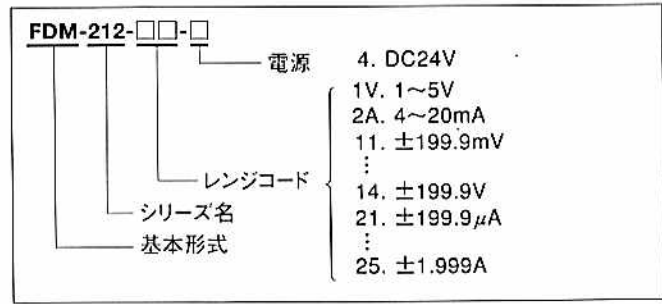 FDM-212-□□-□
電源 4. DC24V
1V. 1～5V
2A. 4～20mA
11. ±199.9mV
⋮
レンジコード
14. ±199.9V
シリーズ名
21. ±199.9μA
⋮
基本形式
25. ±1.999A